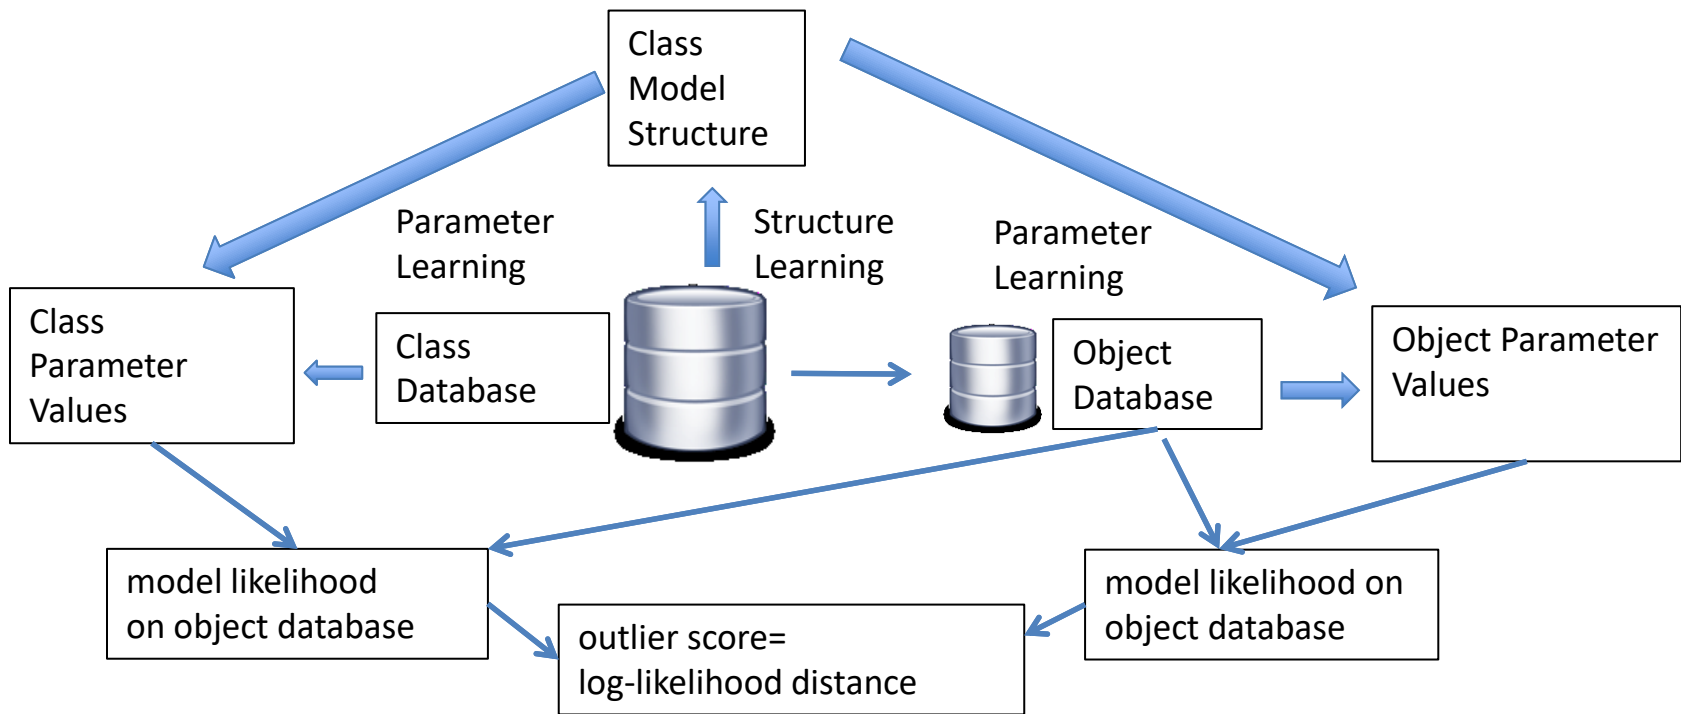 Class
Model
Structure
Parameter
Learning
Structure
Learning
Parameter
Learning
Class
Parameter
Values
Class
Database
Object
Database
Object Parameter
Values
model likelihood
on object database
outlier score=
log-likelihood distance
model likelihood on
object database